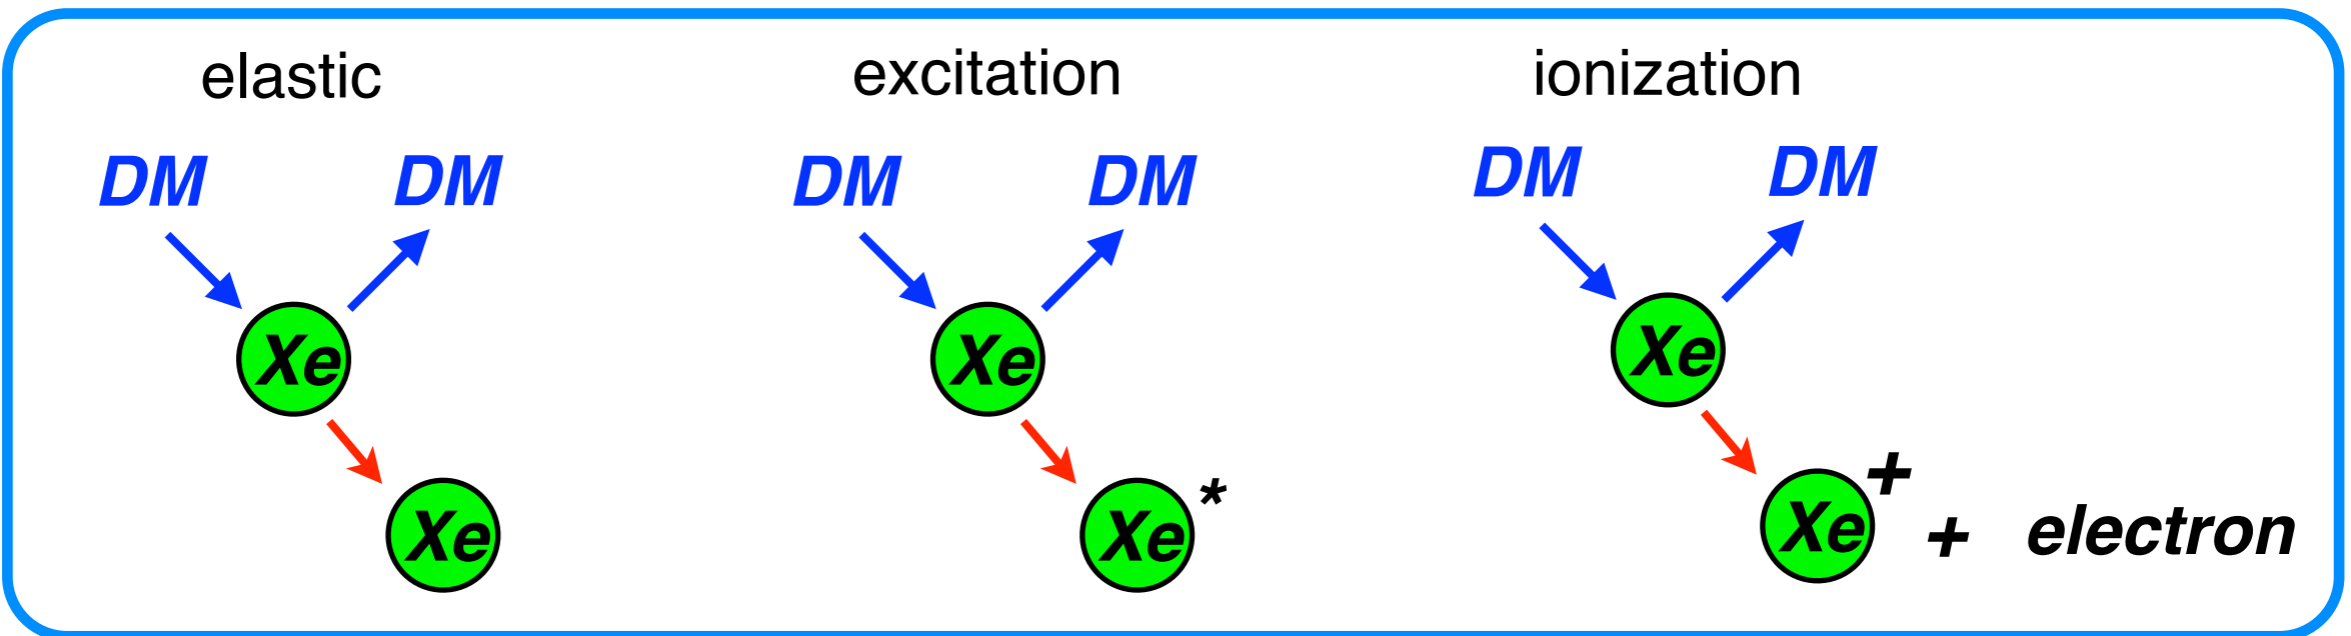 elastic excitation ionization
DM DM DM DM DM DM
Xe Xe Xe
Xe Xe* Xe+ + electron